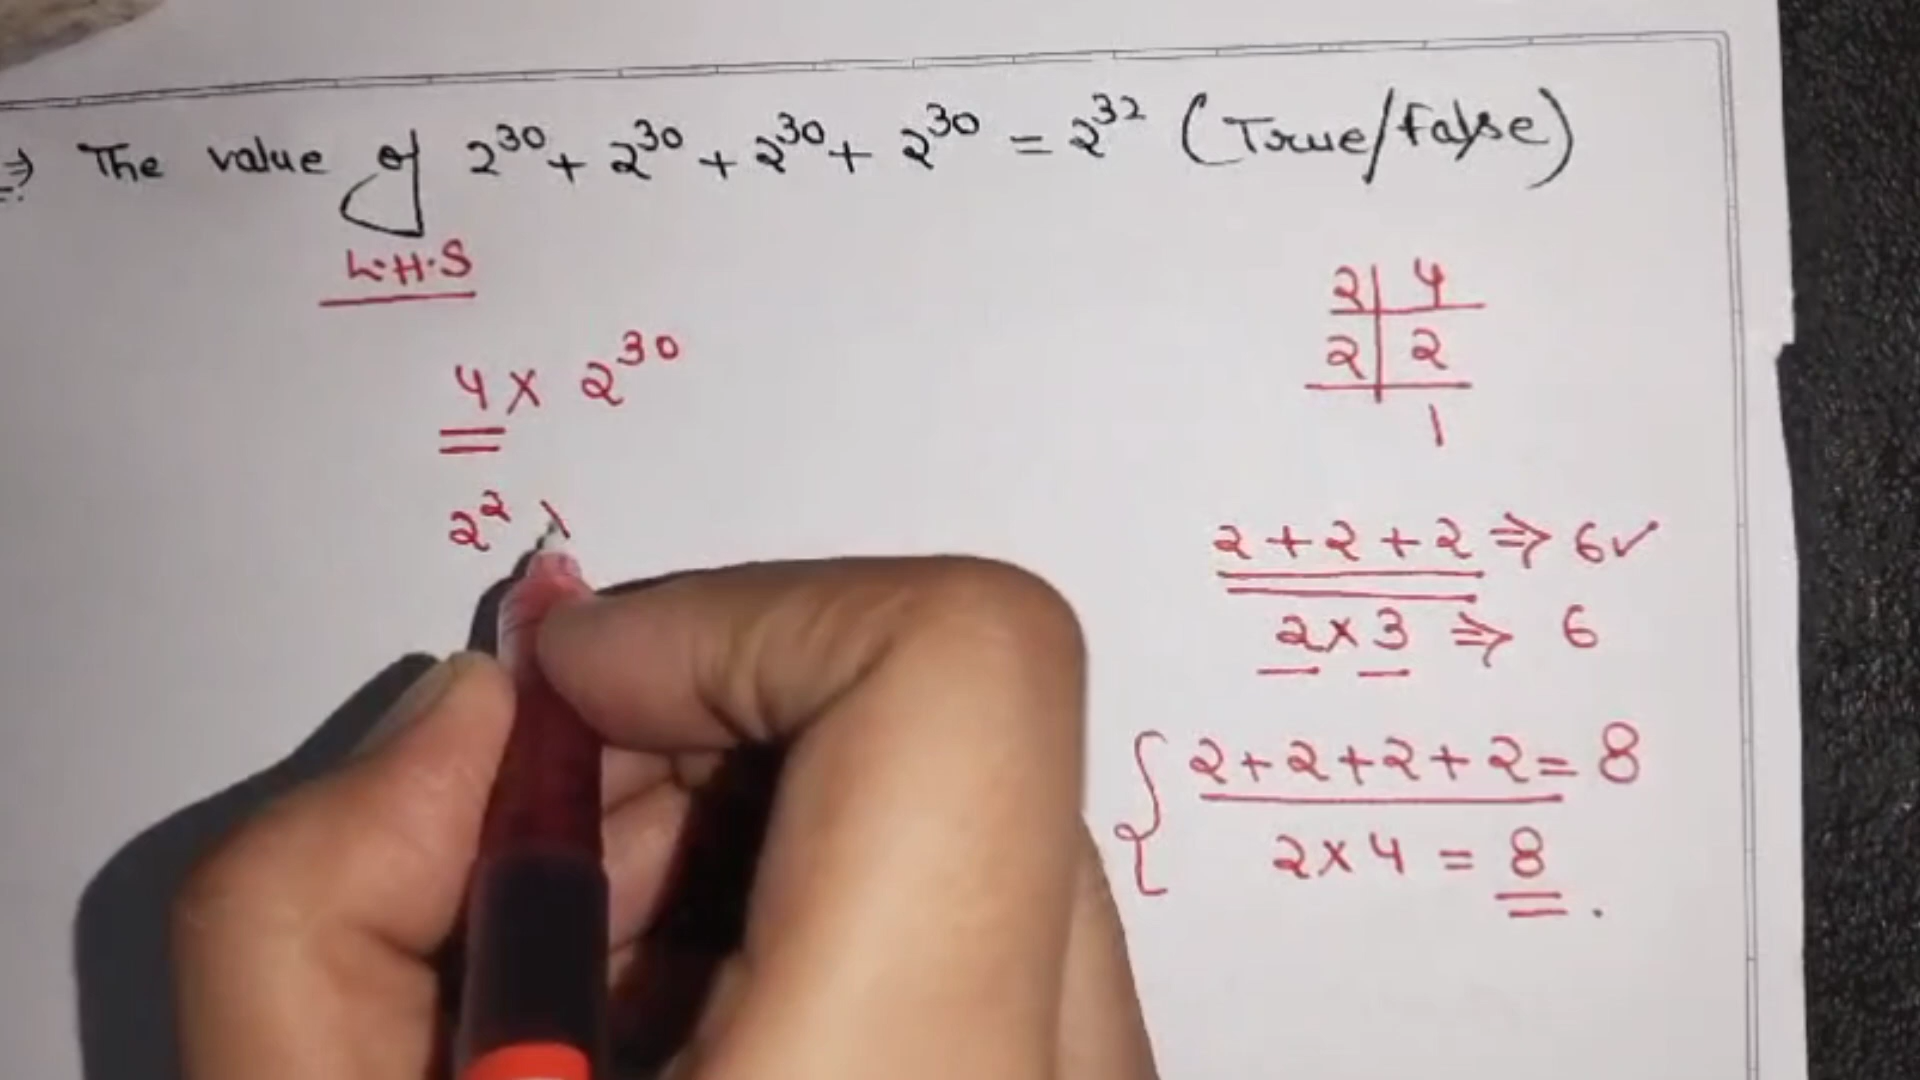 ⇒ The value of 2³⁰ + 2³⁰ + 2³⁰ + 2³⁰ = 2³² (True/False)
L.H.S
4 × 2³⁰
2² ×
2 | 4
2 | 2
1
2 + 2 + 2 ⇒ 6 ✓
2 × 3 ⇒ 6
{ 2 + 2 + 2 + 2 = 8
2 × 4 = 8 .